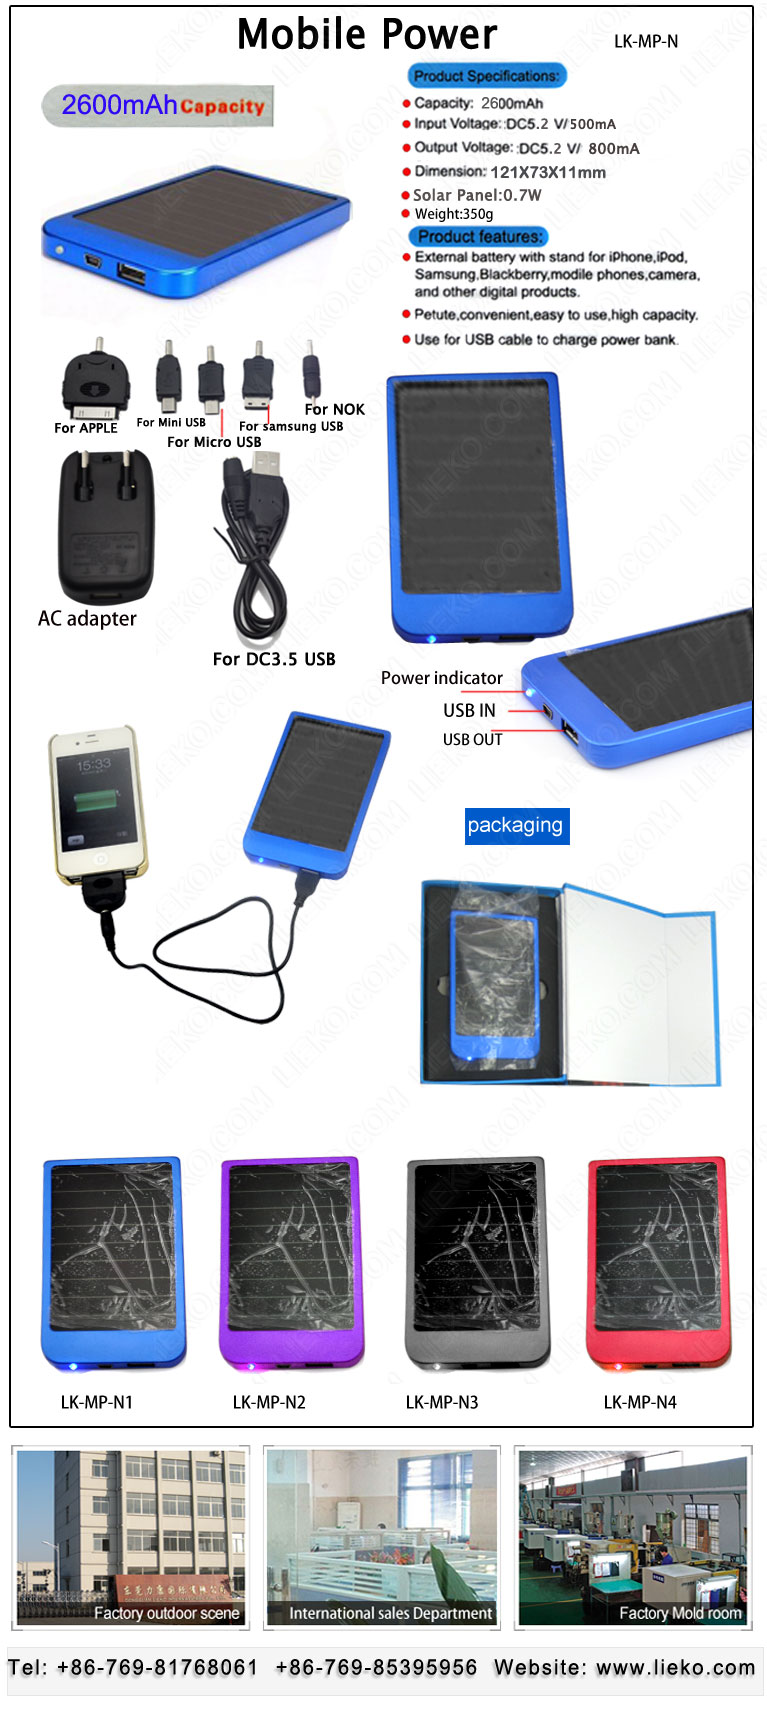 Mobile Power
LK-MP-N
2600mAh Capacity
Product Specifications:
Capacity: 2600mAh
Input Voltage: :DC5.2 V/500mA
Output Voltage: :DC5.2 V/ 800mA
Dimension: 121X73X11mm
Solar Panel:0.7W
Weight:350g
Product features:
External battery with stand for iPhone,iPod,
Samsung,Blackberry,modile phones,camera,
and other digital products.
Petute,convenient,easy to use,high capacity.
Use for USB cable to charge power bank.
For APPLE
For Mini USB
For Micro USB
For samsung USB
For NOK
AC adapter
For DC3.5 USB
Power indicator
USB IN
USB OUT
15:33
packaging
LK-MP-N1
LK-MP-N2
LK-MP-N3
LK-MP-N4
Factory outdoor scene
International sales Department
Factory Mold room
Tel: +86-769-81768061 +86-769-85395956 Website: www.lieko.com
LIEKO.COM